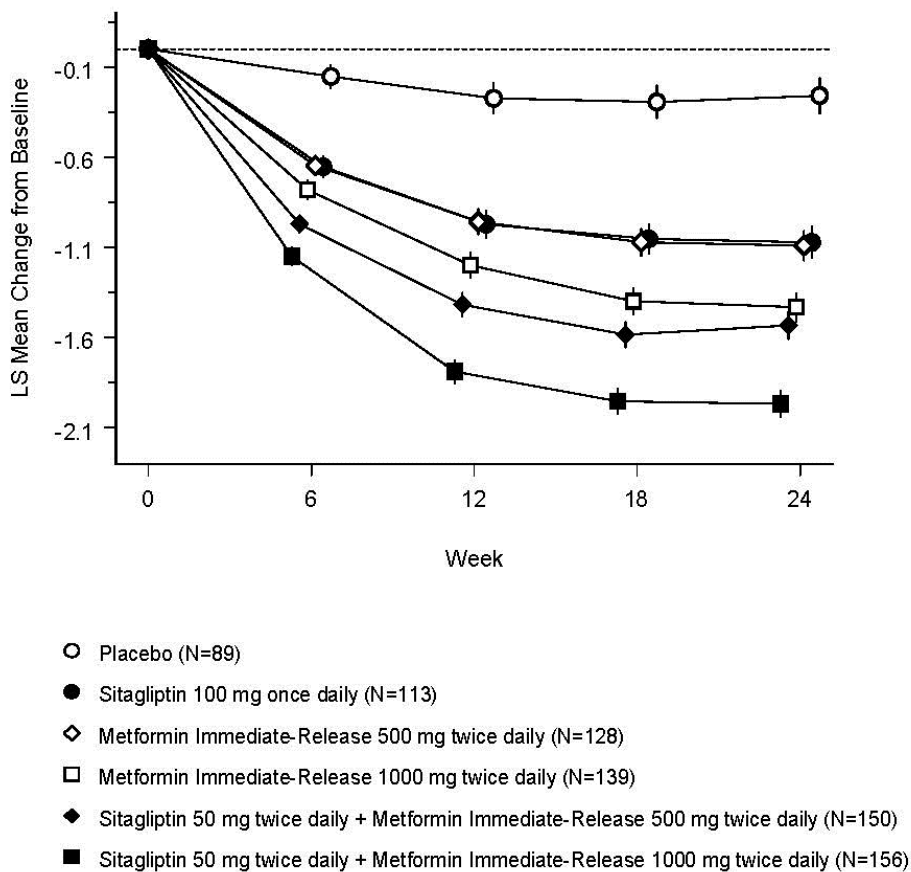 LS Mean Change from Baseline
-0.1
-0.6
-1.1
-1.6
-2.1
0 6 12 18 24
Week
Placebo (N=89)
Sitagliptin 100 mg once daily (N=113)
Metformin Immediate-Release 500 mg twice daily (N=128)
Metformin Immediate-Release 1000 mg twice daily (N=139)
Sitagliptin 50 mg twice daily + Metformin Immediate-Release 500 mg twice daily (N=150)
Sitagliptin 50 mg twice daily + Metformin Immediate-Release 1000 mg twice daily (N=156)